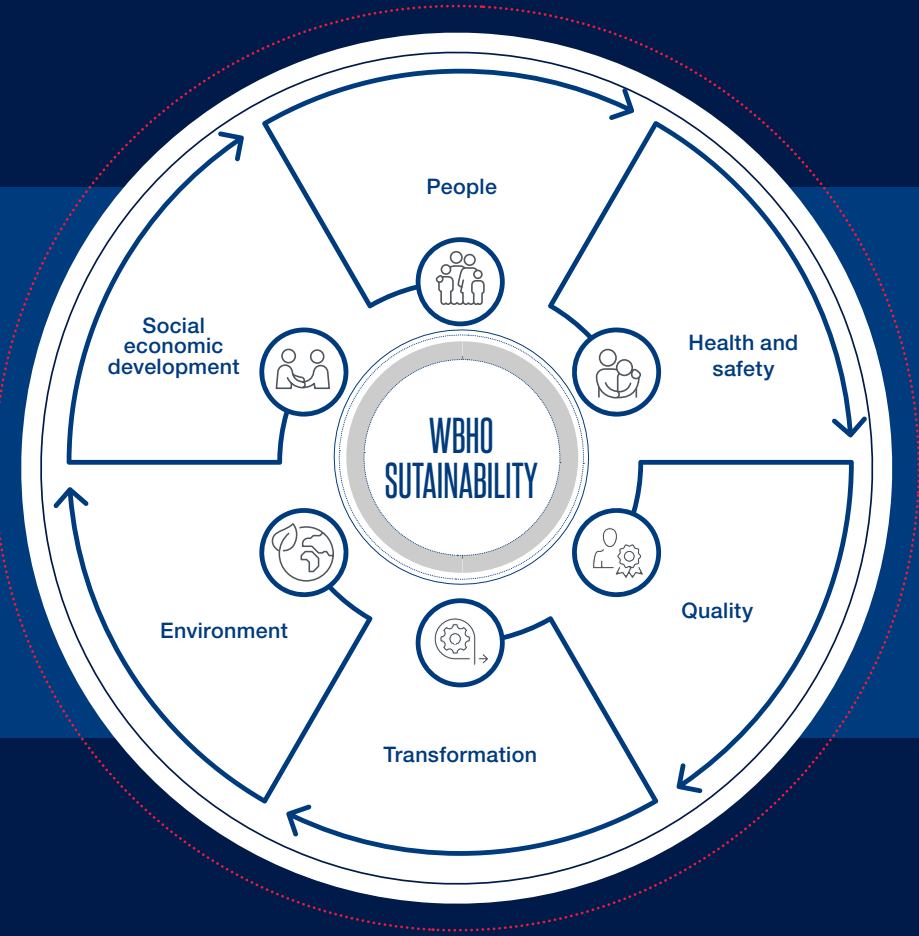 People
Health and
safety
Social
economic
development
WBHO
SUTAINABILITY
Quality
Environment
Transformation